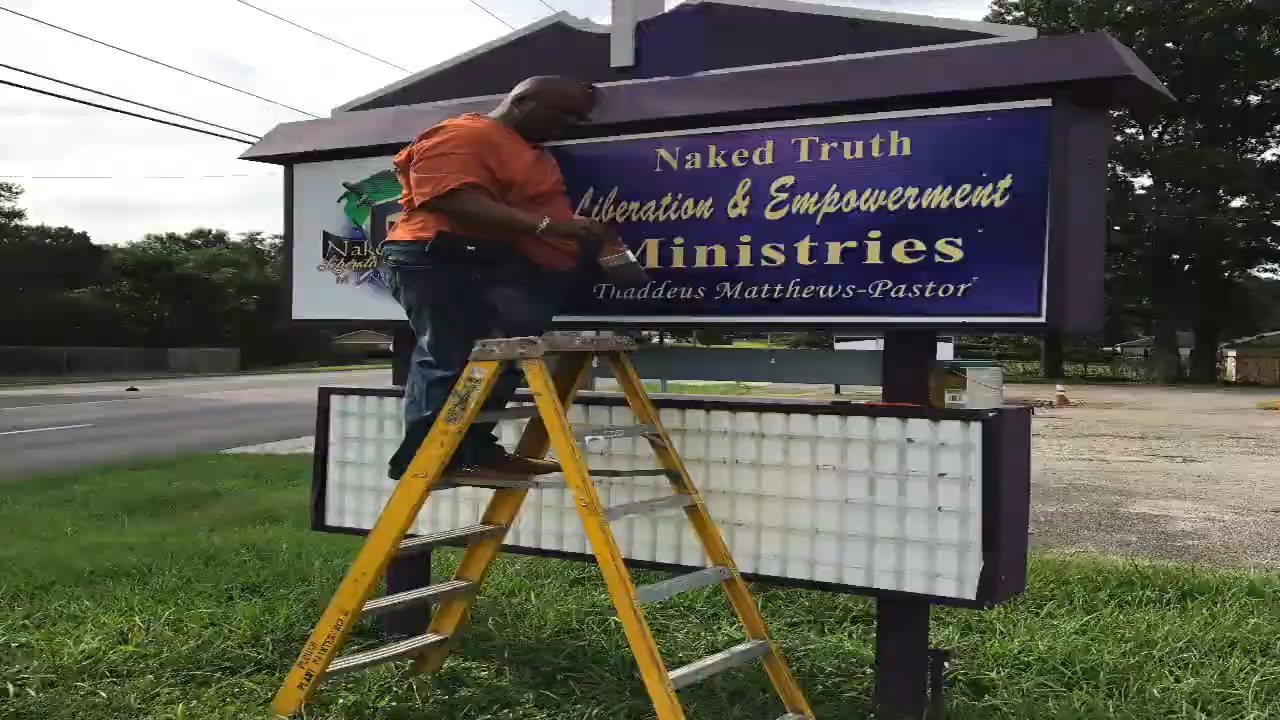 Naked Truth
Liberation & Empowerment
Ministries
Thaddeus Matthews-Pastor